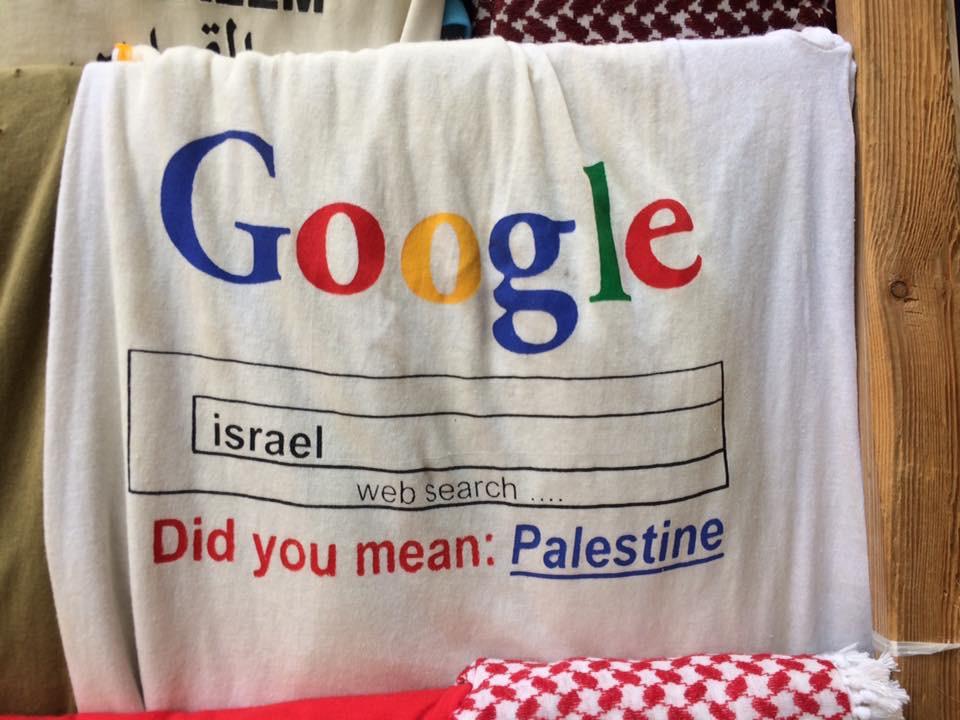 Google
israel
web search ....
Did you mean: Palestine